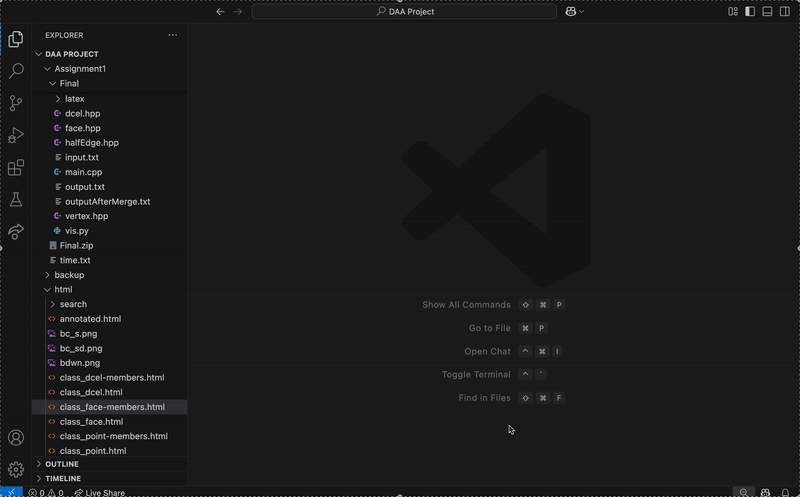 DAA Project
EXPLORER
DAA PROJECT
Assignment1
Final
latex
dcel.hpp
face.hpp
halfEdge.hpp
input.txt
main.cpp
output.txt
outputAfterMerge.txt
vertex.hpp
vis.py
Final.zip
time.txt
backup
html
search
annotated.html
bc_s.png
bc_sd.png
bdwn.png
class_dcel-members.html
class_dcel.html
class_face-members.html
class_face.html
class_point-members.html
class_point.html
OUTLINE
TIMELINE
Show All Commands ⇧ ⌘ P
Go to File ⌘ P
Open Chat ^ ⌘ I
Toggle Terminal ^ `
Find in Files ⇧ ⌘ F
0 0 Live Share